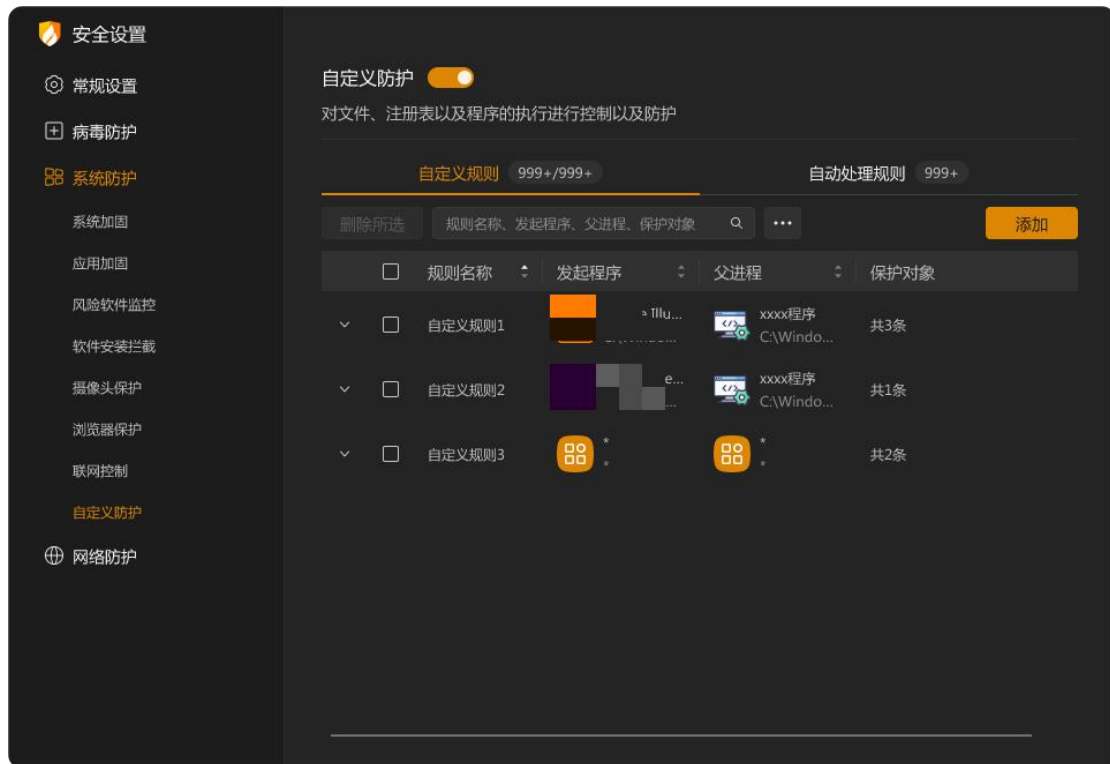 安全设置
常规设置
病毒防护
系统防护
系统加固
应用加固
风险软件监控
软件安装拦截
摄像头保护
浏览器保护
联网控制
自定义防护
网络防护
自定义防护
对文件、注册表以及程序的执行进行控制以及防护
自定义规则 999+/999+ 自动处理规则 999+
删除所选 规则名称、发起程序、父进程、保护对象 ••• 添加
规则名称 发起程序 父进程 保护对象
自定义规则1 Illu... xxxx程序 共3条
C:\Windo...
自定义规则2 e... xxxx程序 共1条
... C:\Windo...
自定义规则3 * * 共2条
* *